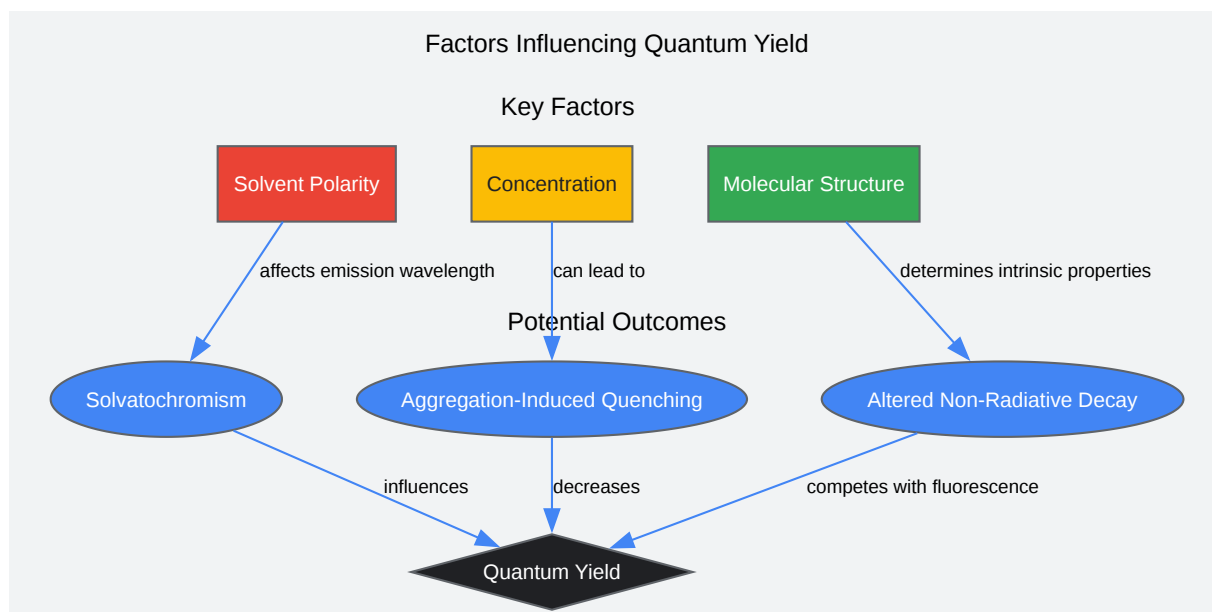 Factors Influencing Quantum Yield
Key Factors
Solvent Polarity
Concentration
Molecular Structure
affects emission wavelength
can lead to
determines intrinsic properties
Potential Outcomes
Solvatochromism
Aggregation-Induced Quenching
Altered Non-Radiative Decay
influences
decreases
competes with fluorescence
Quantum Yield